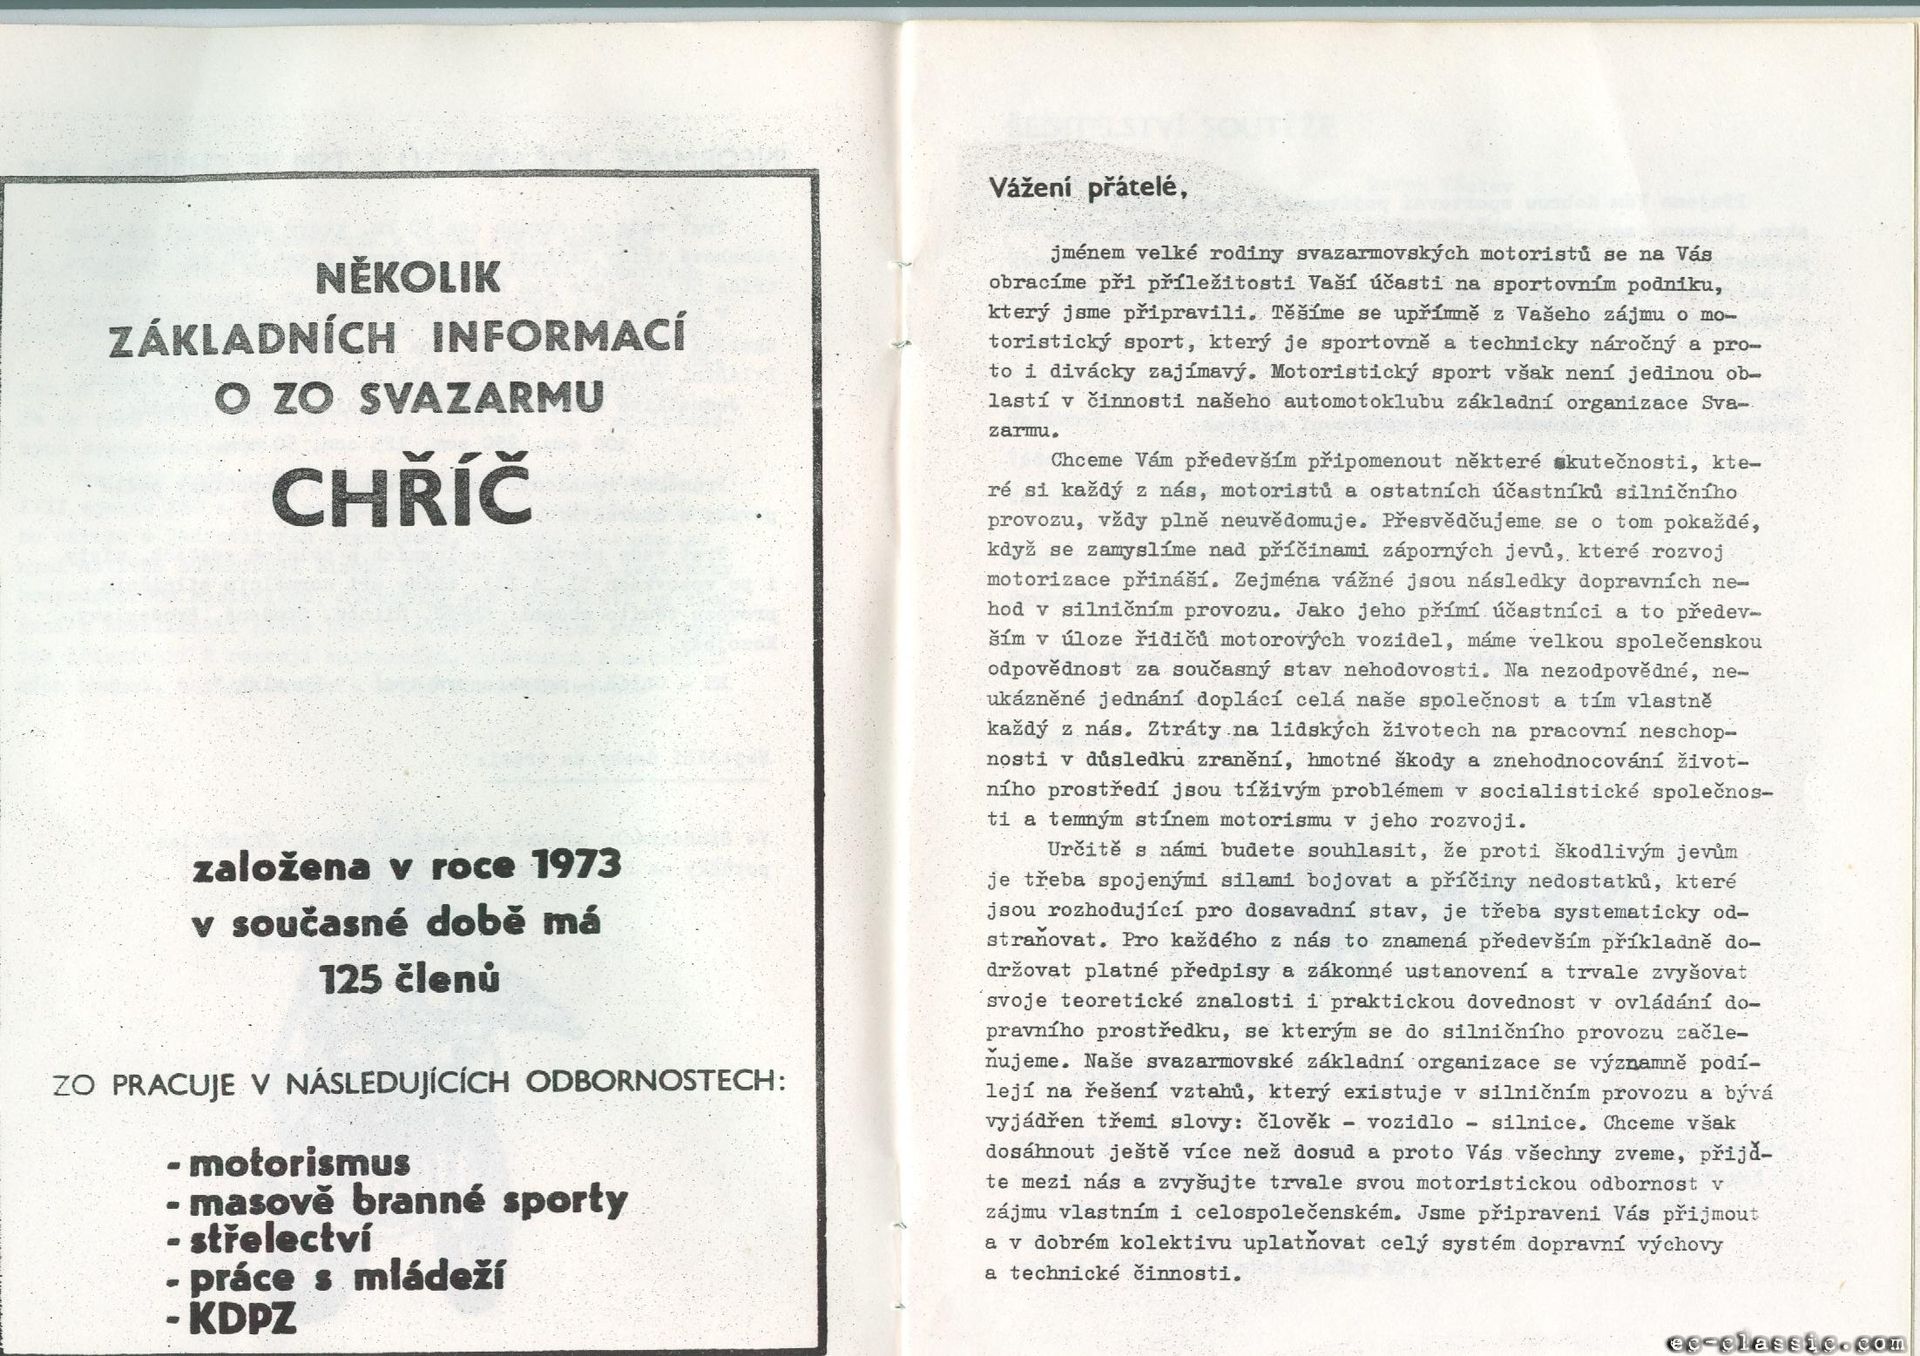 NĚKOLIK
ZÁKLADNÍCH INFORMACÍ
O ZO SVAZARMU
CHŘÍČ
založena v roce 1973
v současné době má
125 členů
ZO PRACUJE V NÁSLEDUJÍCÍCH ODBORNOSTECH:
- motorismus
- masově branné sporty
- střelectví
- práce s mládeží
- KDPZ
Vážení přátelé,
jménem velké rodiny svazarmovských motoristů se na Vás
obracíme při příležitosti Vaší účasti na sportovním podniku,
který jsme připravili. Těšíme se upřímně z Vašeho zájmu o mo-
toristický sport, který je sportovně a technicky náročný a pro-
to i divácky zajímavý. Motoristický sport však není jedinou ob-
lastí v činnosti našeho automotoklubu základní organizace Sva-
zarmu.
Chceme Vám především připomenout některé skutečnosti, kte-
ré si každý z nás, motoristů a ostatních účastníků silničního
provozu, vždy plně neuvědomuje. Přesvědčujeme se o tom pokaždé,
když se zamyslíme nad příčinami záporných jevů, které rozvoj
motorizace přináší. Zejména vážné jsou následky dopravních ne-
hod v silničním provozu. Jako jeho přímí účastníci a to předev-
ším v úloze řidičů motorových vozidel, máme velkou společenskou
odpovědnost za současný stav nehodovosti. Na nezodpovědné, ne-
ukázněné jednání doplácí celá naše společnost a tím vlastně
každý z nás. Ztráty na lidských životech na pracovní neschop-
nosti v důsledku zranění, hmotné škody a znehodnocování život-
ního prostředí jsou tíživým problémem v socialistické společnos-
ti a temným stínem motorismu v jeho rozvoji.
Určitě s námi budete souhlasit, že proti škodlivým jevům
je třeba spojenými silami bojovat a příčiny nedostatků, které
jsou rozhodující pro dosavadní stav, je třeba systematicky od-
straňovat. Pro každého z nás to znamená především příkladně do-
držovat platné předpisy a zákonné ustanovení a trvale zvyšovat
svoje teoretické znalosti i praktickou dovednost v ovládání do-
pravního prostředku, se kterým se do silničního provozu začle-
ňujeme. Naše svazarmovské základní organizace se významně podí-
lejí na řešení vztahů, který existuje v silničním provozu a bývá
vyjádřen třemi slovy: člověk - vozidlo - silnice. Chceme však
dosáhnout ještě více než dosud a proto Vás všechny zveme, přijď-
te mezi nás a zvyšujte trvale svou motoristickou odbornost v
zájmu vlastním i celospolečenském. Jsme připraveni Vás přijmout
a v dobrém kolektivu uplatňovat celý systém dopravní výchovy
a technické činnosti.
ec-classic.com